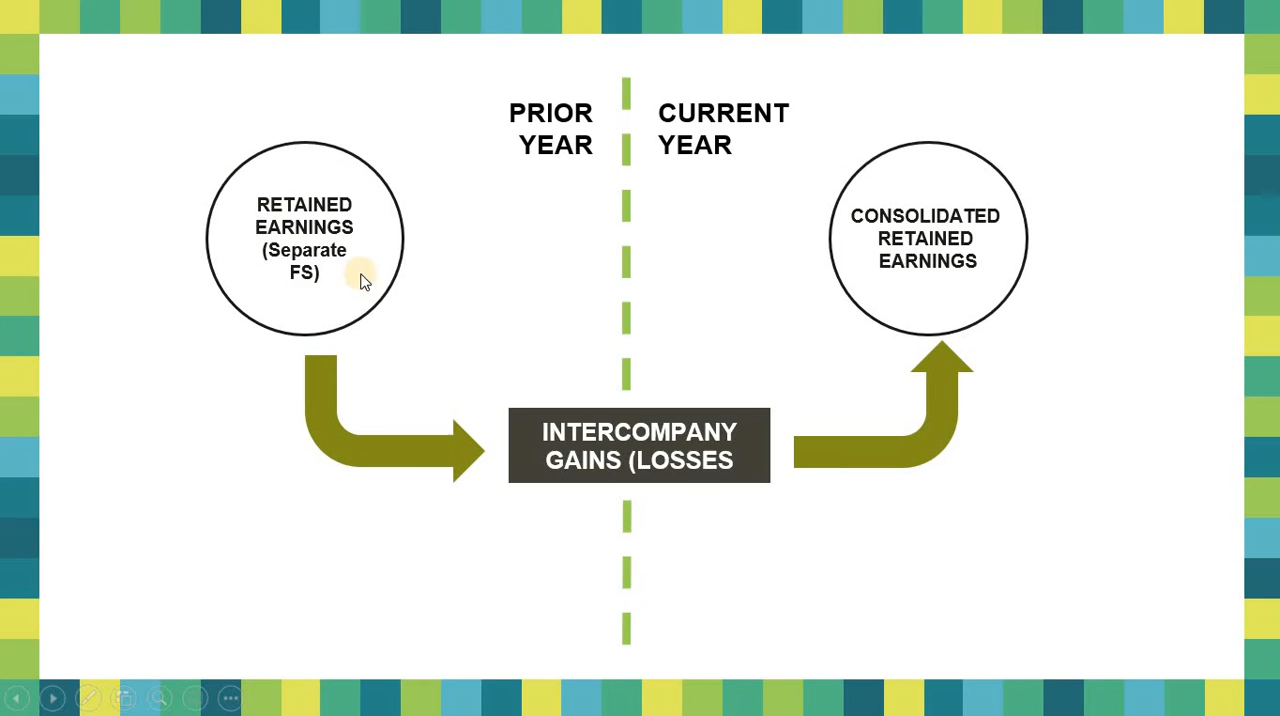 PRIOR
YEAR
CURRENT
YEAR
RETAINED
EARNINGS
(Separate
FS)
CONSOLIDATED
RETAINED
EARNINGS
INTERCOMPANY
GAINS (LOSSES